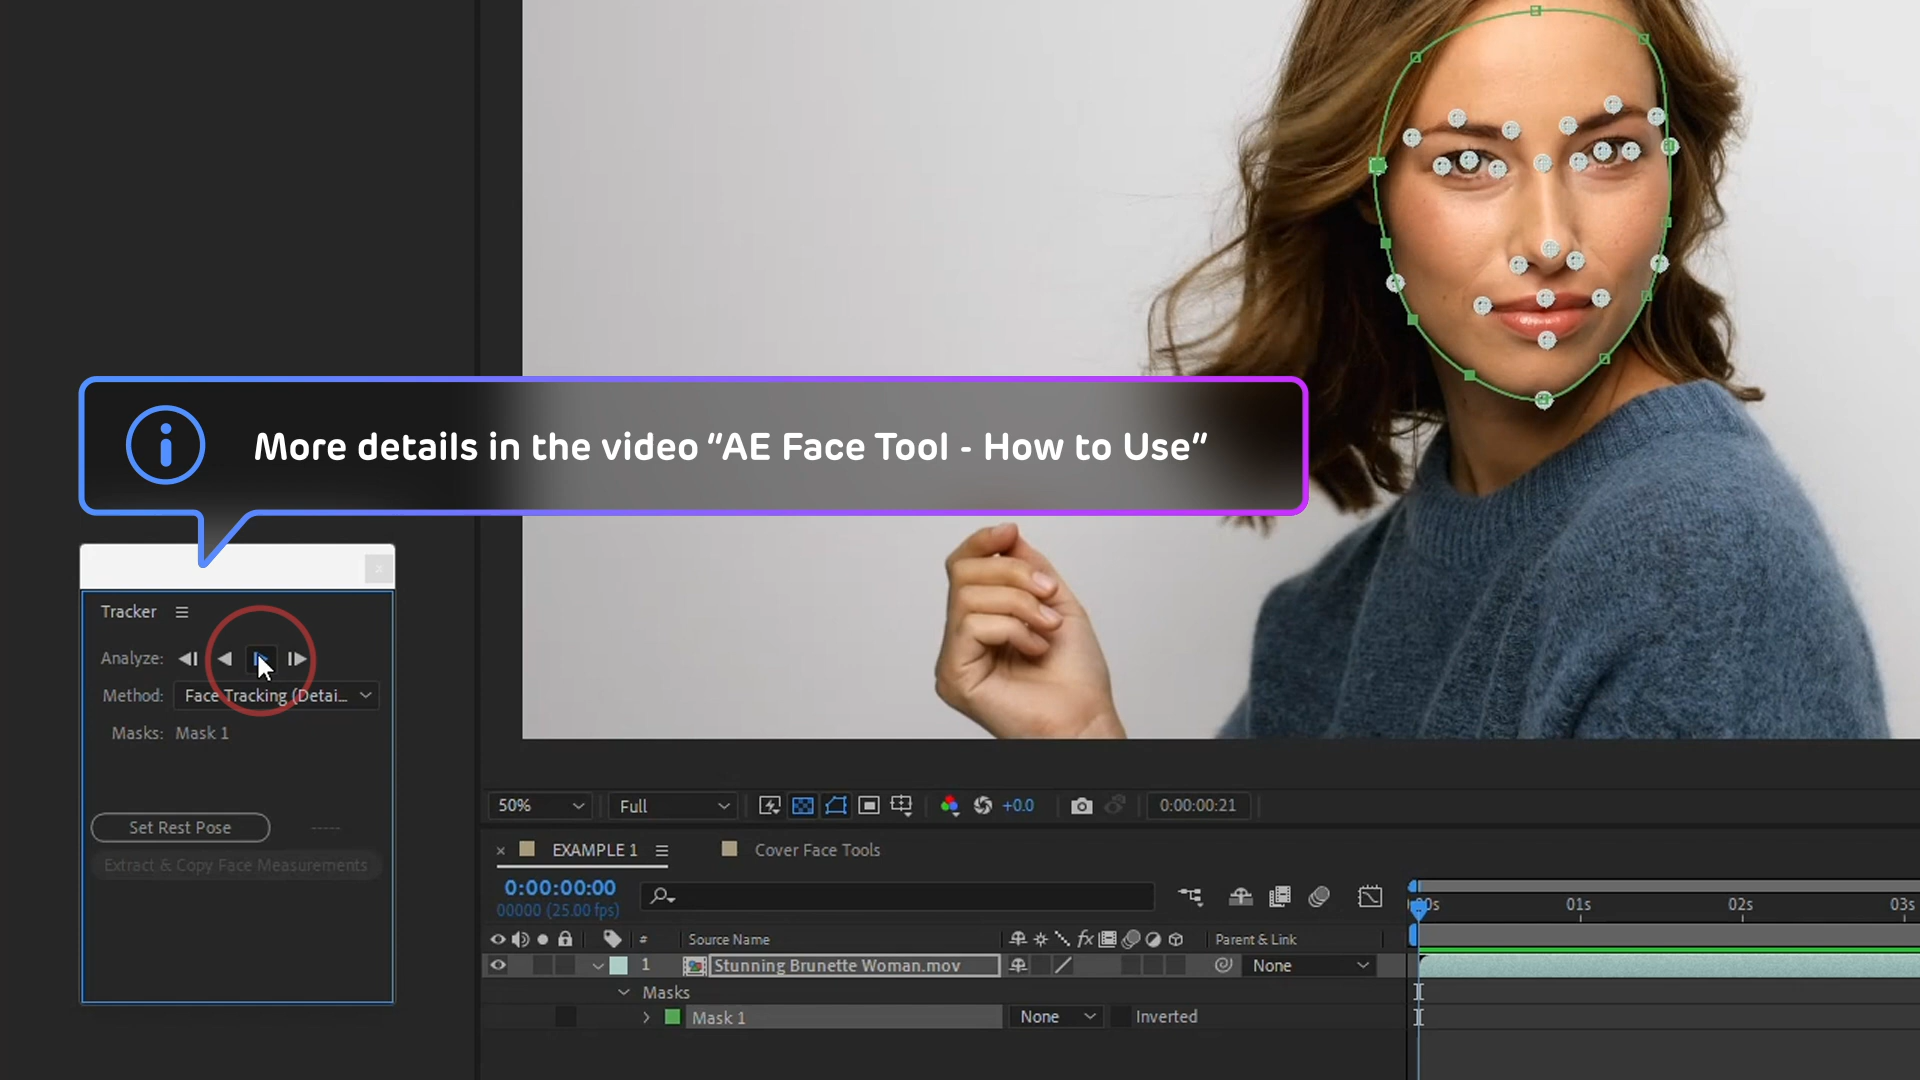 More details in the video “AE Face Tool - How to Use”
Tracker
Analyze:
Method: Face Tracking (Detai...
Masks: Mask 1
Set Rest Pose -----
Extract & Copy Face Measurements
50% Full +0.0 0:00:00:21
EXAMPLE 1 Cover Face Tools
0:00:00:00
00000 (25.00 fps)
01s 02s 03s
# Source Name fx Parent & Link
1 Stunning Brunette Woman.mov None
Masks
Mask 1 None Inverted